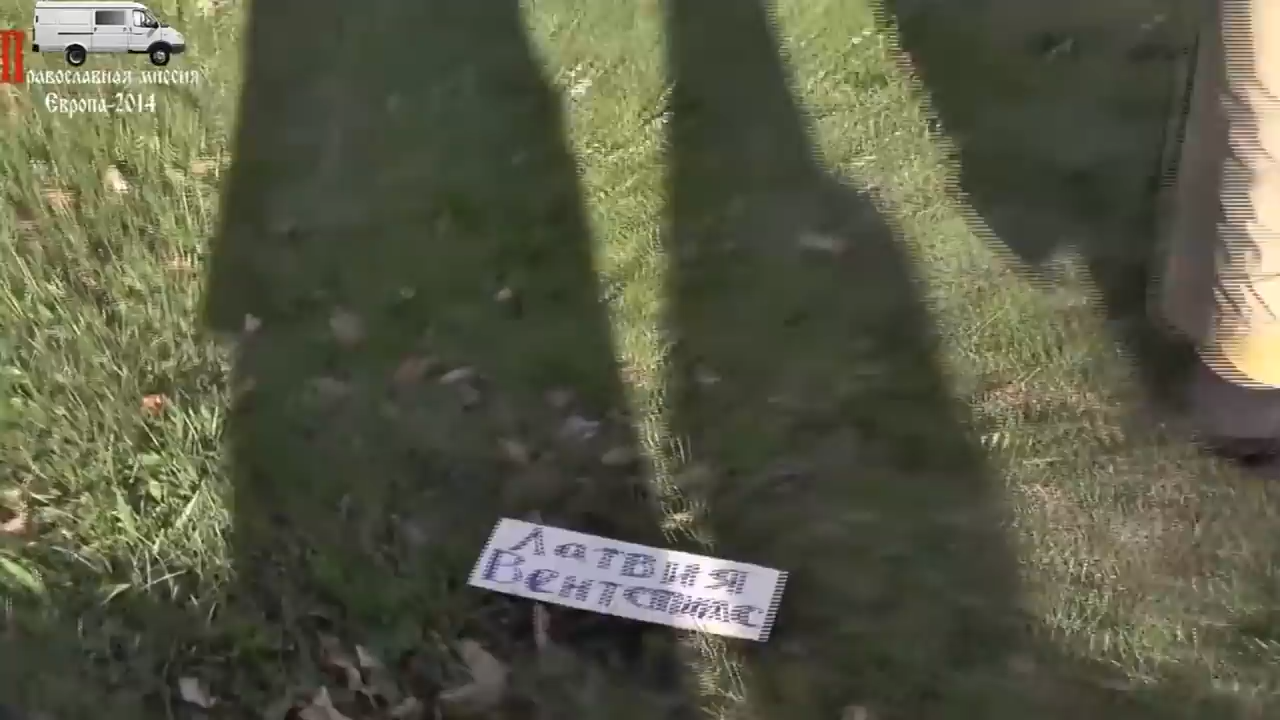 Православная миссия
Европа-2014
Латвия
Вентспилс